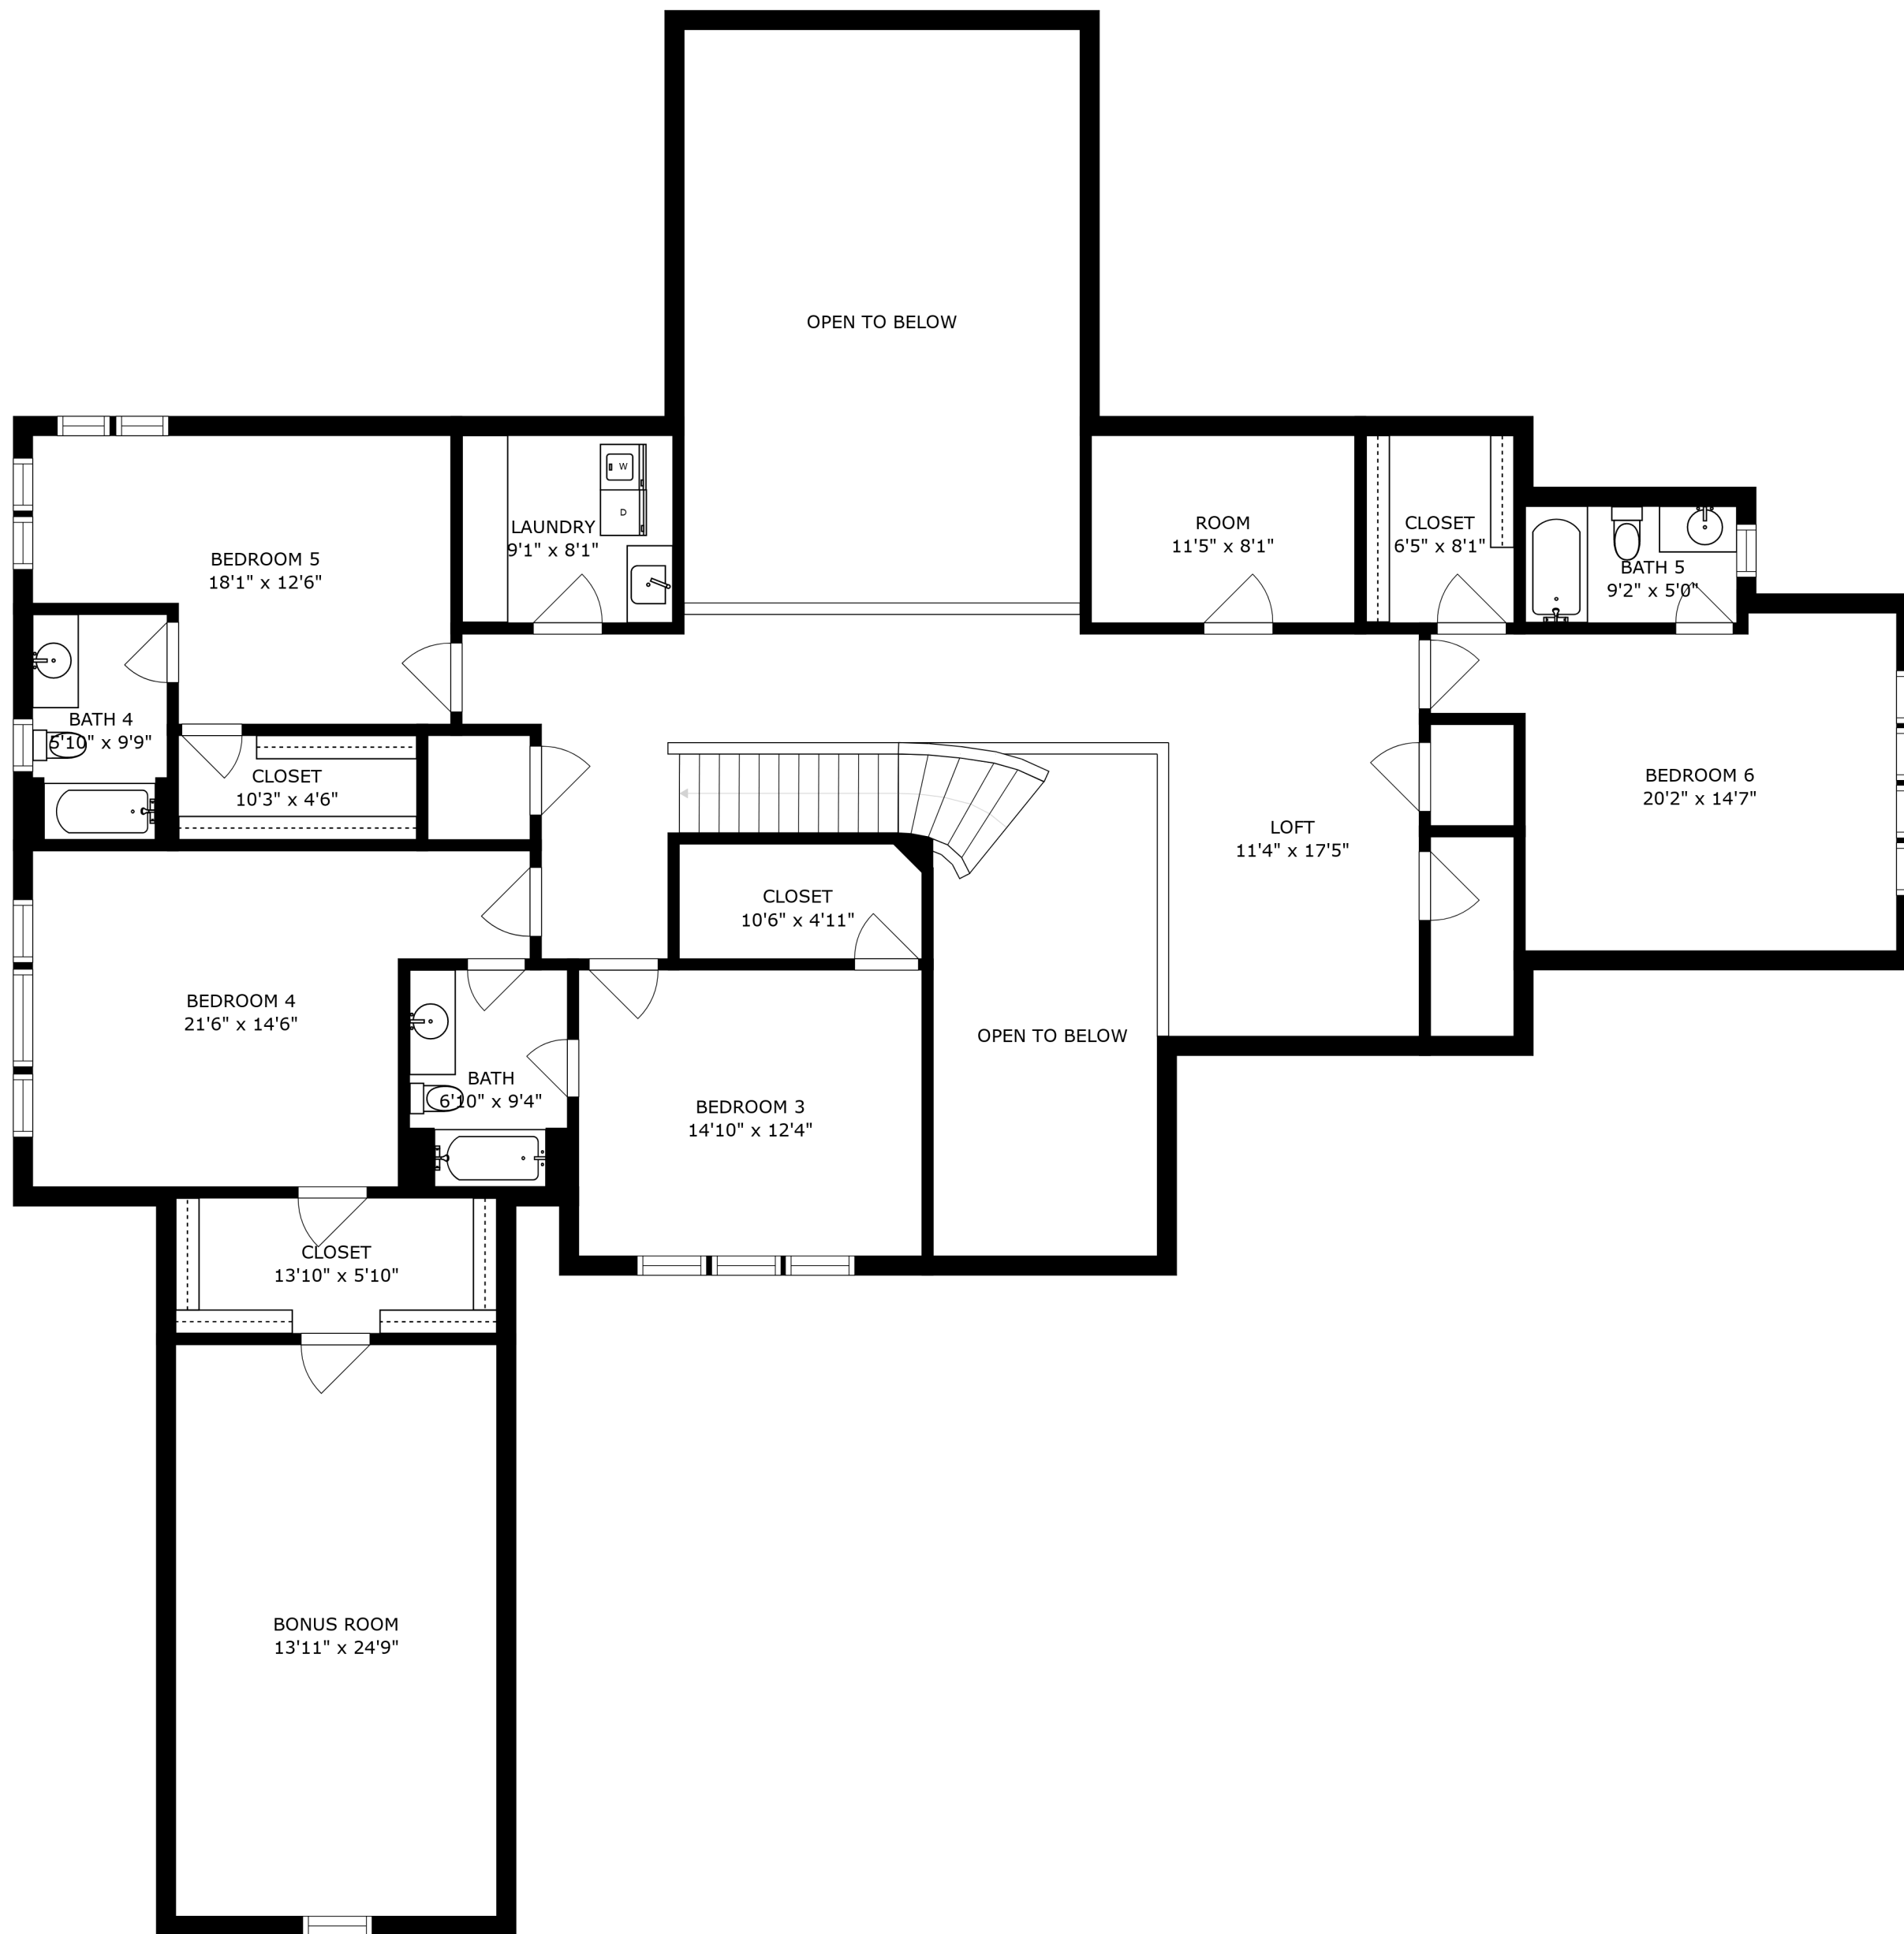 OPEN TO BELOW
W
D
LAUNDRY
9'1" x 8'1"
ROOM
11'5" x 8'1"
CLOSET
6'5" x 8'1"
BATH 5
9'2" x 5'0"
BEDROOM 5
18'1" x 12'6"
BATH 4
5'10" x 9'9"
CLOSET
10'3" x 4'6"
BEDROOM 6
20'2" x 14'7"
LOFT
11'4" x 17'5"
CLOSET
10'6" x 4'11"
BEDROOM 4
21'6" x 14'6"
OPEN TO BELOW
BATH
6'10" x 9'4"
BEDROOM 3
14'10" x 12'4"
CLOSET
13'10" x 5'10"
BONUS ROOM
13'11" x 24'9"